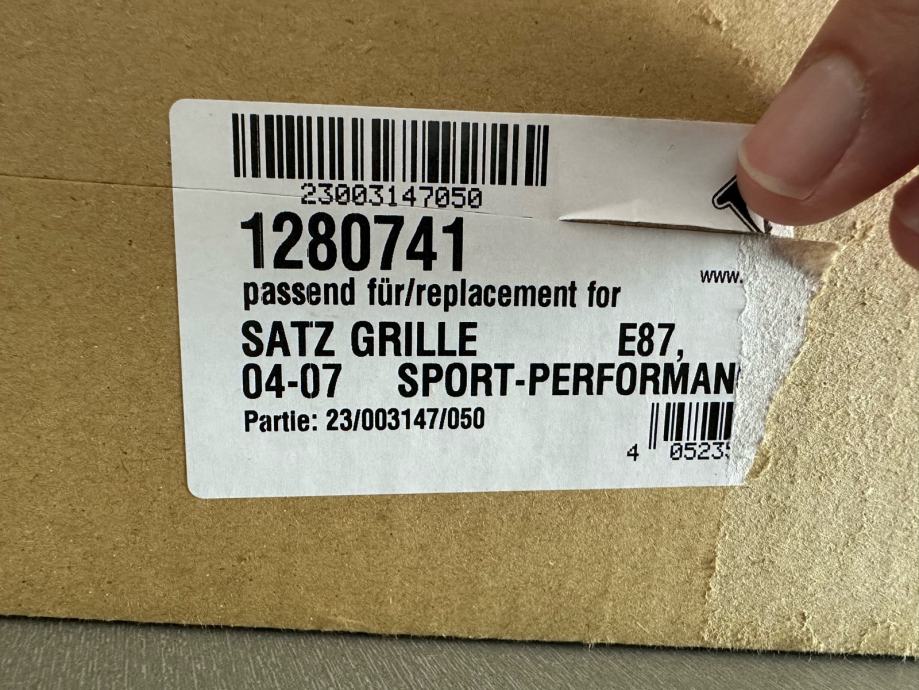 23003147050
1280741
passend für/replacement for
www.
SATZ GRILLE E87,
04-07 SPORT-PERFORMAN
Partie: 23/003147/050
4 05235